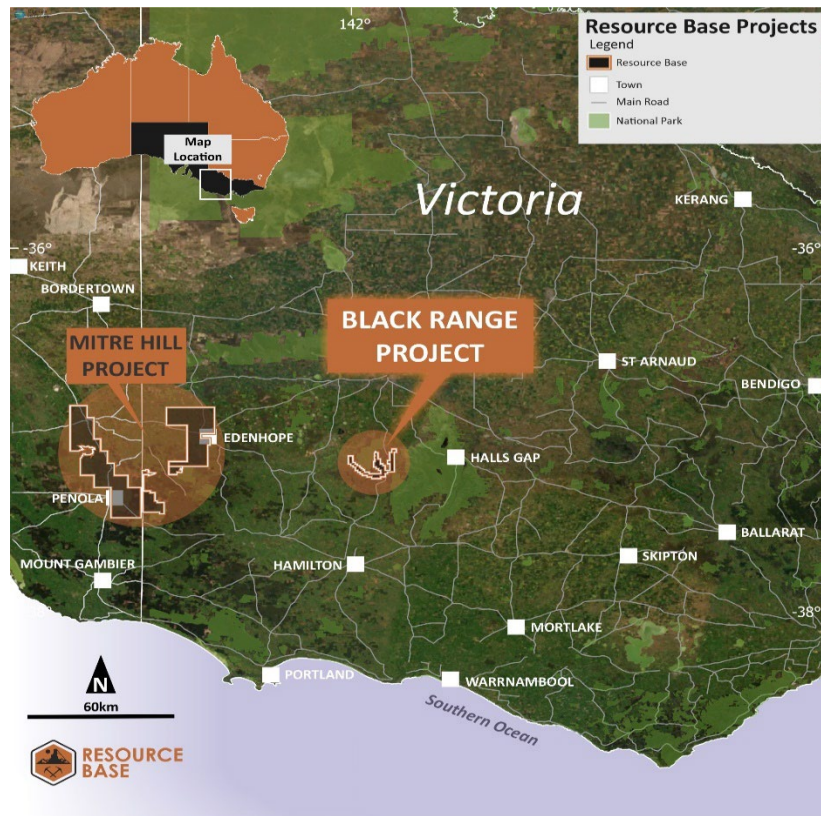 142°
Resource Base Projects
Legend
Resource Base
Town
Main Road
National Park
Map
Location
Victoria
KERANG
-36°
-36°
KEITH
BORDERTOWN
BLACK RANGE
PROJECT
MITRE HILL
PROJECT
ST ARNAUD
BENDIGO
EDENHOPE
HALLS GAP
PENOLA
BALLARAT
SKIPTON
HAMILTON
MOUNT GAMBIER
-38°
MORTLAKE
PORTLAND
WARRNAMBOOL
Southern Ocean
N
60km
RESOURCE
BASE